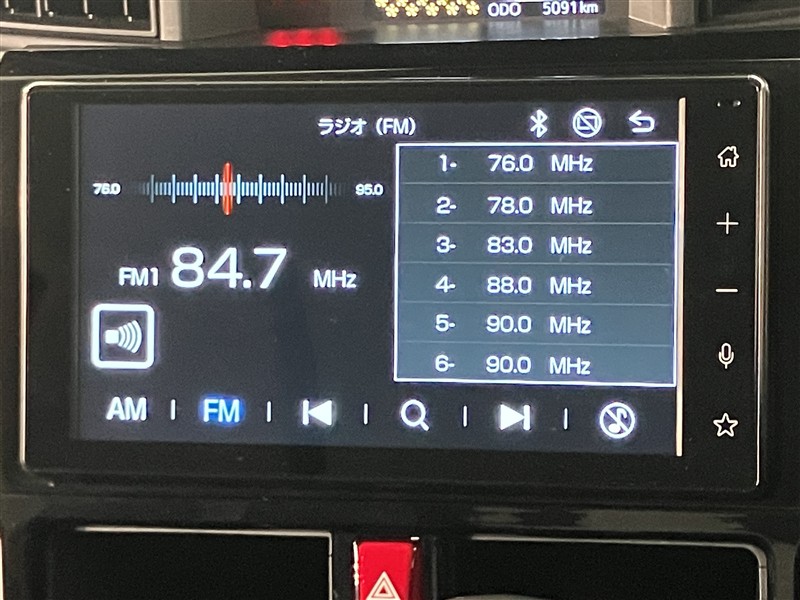 ODO 5091km
ラジオ（FM）
76.0 95.0
FM1 84.7 MHz
1- 76.0 MHz
2- 78.0 MHz
3- 83.0 MHz
4- 88.0 MHz
5- 90.0 MHz
6- 90.0 MHz
AM | FM | | | |